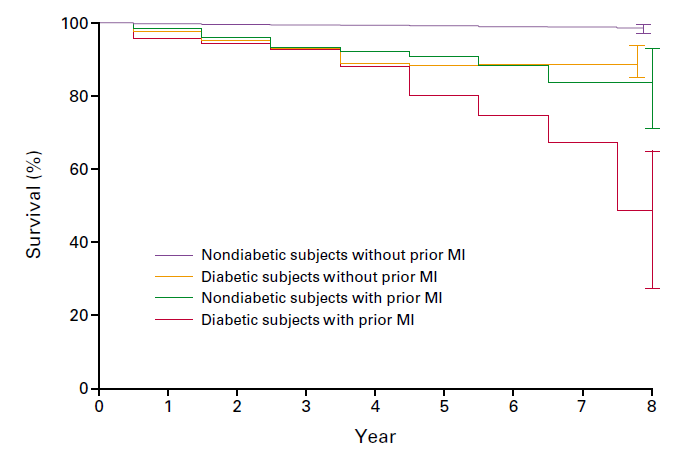 100
80
60
40
20
0
Survival (%)
Nondiabetic subjects without prior MI
Diabetic subjects without prior MI
Nondiabetic subjects with prior MI
Diabetic subjects with prior MI
0 1 2 3 4 5 6 7 8
Year